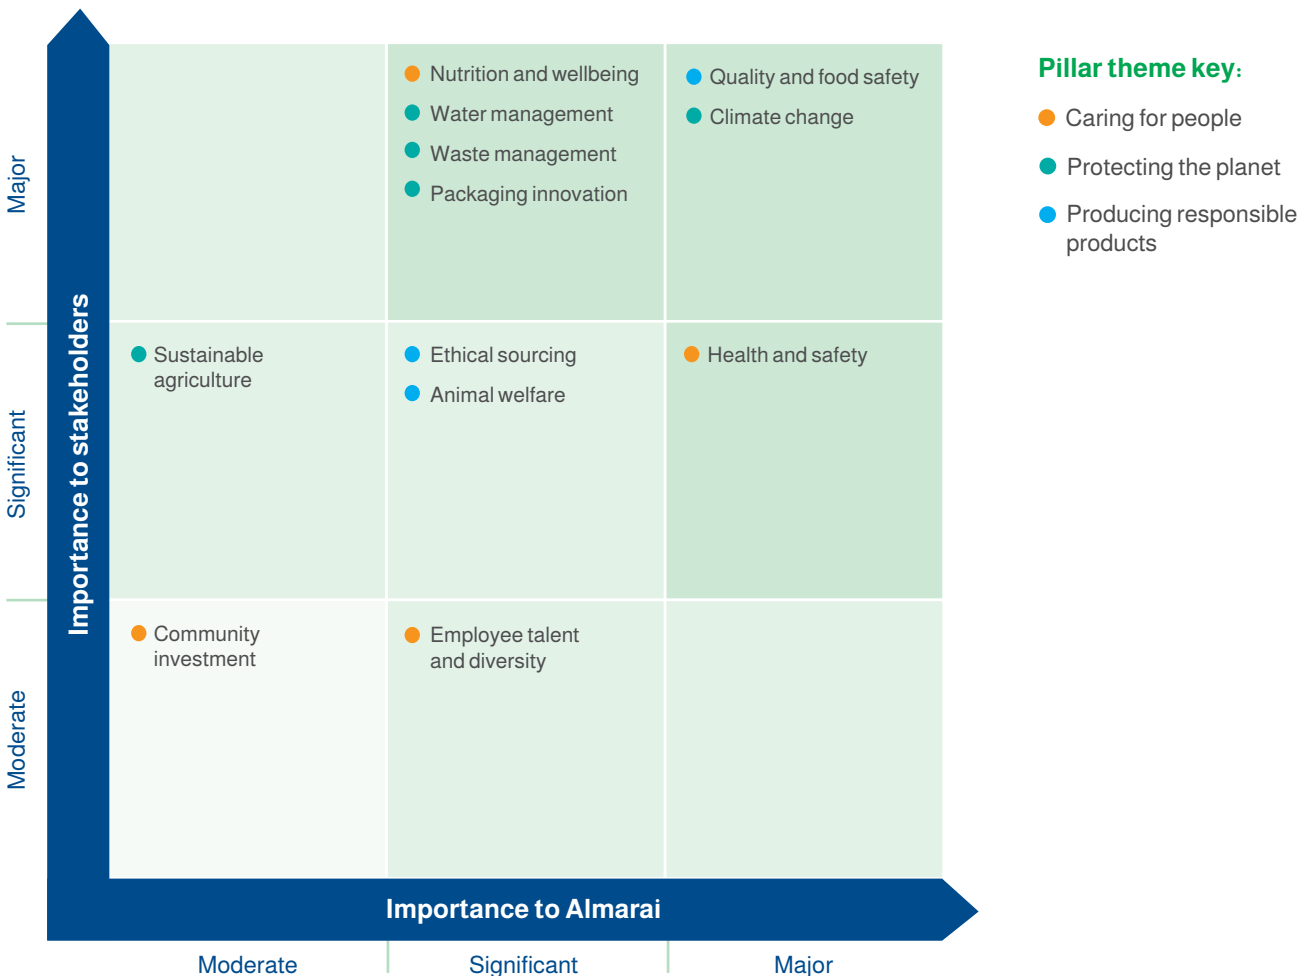 Importance to stakeholders
Major
Significant
Moderate
Nutrition and wellbeing
Water management
Waste management
Packaging innovation
Quality and food safety
Climate change
Sustainable
agriculture
Ethical sourcing
Animal welfare
Health and safety
Community
investment
Employee talent
and diversity
Importance to Almarai
Moderate
Significant
Major
Pillar theme key:
Caring for people
Protecting the planet
Producing responsible
products